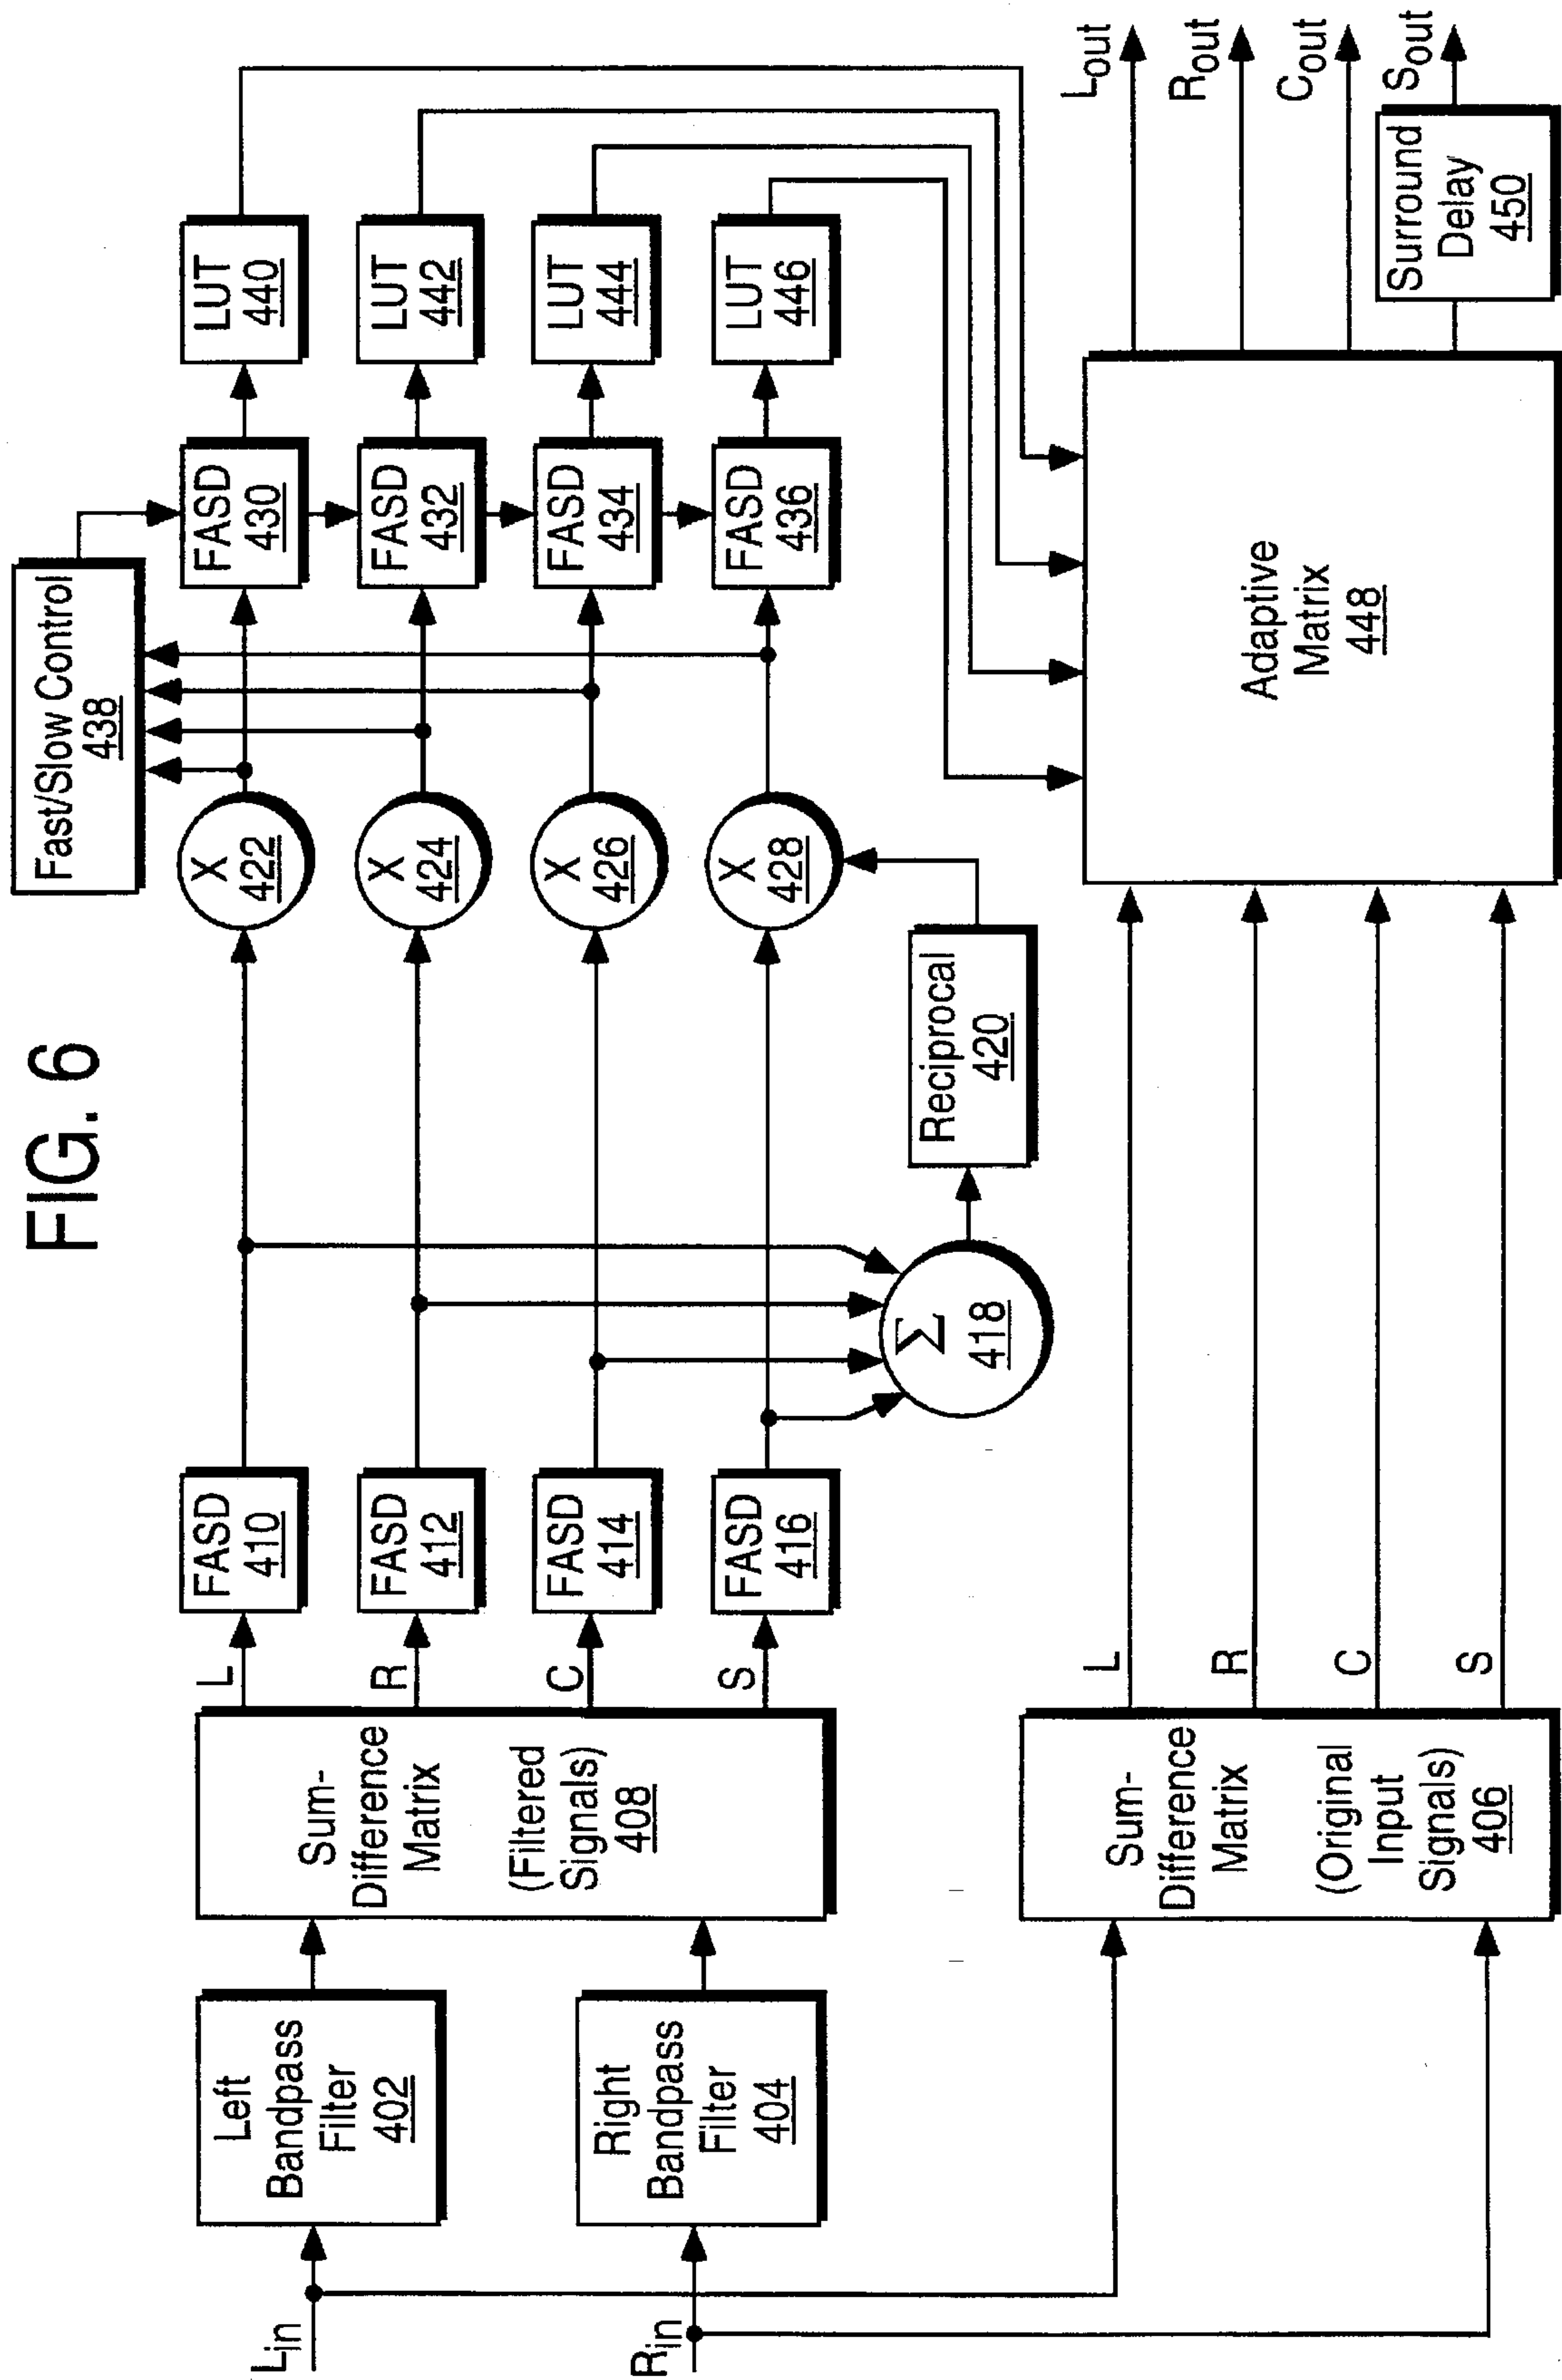 FIG. 6
Lin
Rin
Left
Bandpass
Filter
402
Right
Bandpass
Filter
404
Sum-
Difference
Matrix
(Filtered
Signals)
408
L
R
C
S
FASD
410
FASD
412
FASD
414
FASD
416
Σ
418
Reciprocal
420
X
422
X
424
X
426
X
428
Fast/Slow Control
438
FASD
430
FASD
432
FASD
434
FASD
436
LUT
440
LUT
442
LUT
444
LUT
446
Sum-
Difference
Matrix
(Original
Input
Signals)
406
L
R
C
S
Adaptive
Matrix
448
Surround
Delay
450
Lout
Rout
Cout
Sout